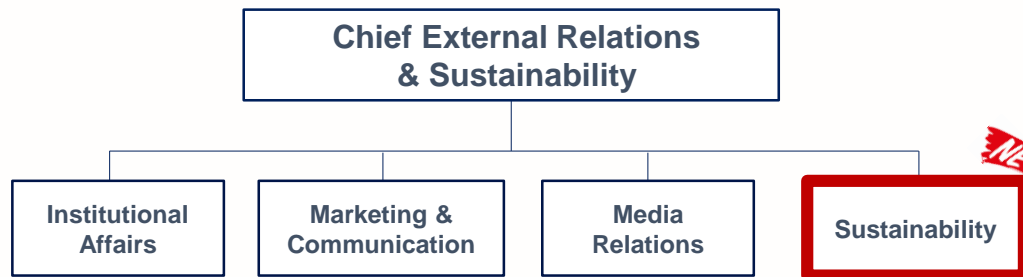 Chief External Relations
& Sustainability
Institutional
Affairs
Marketing &
Communication
Media
Relations
Sustainability